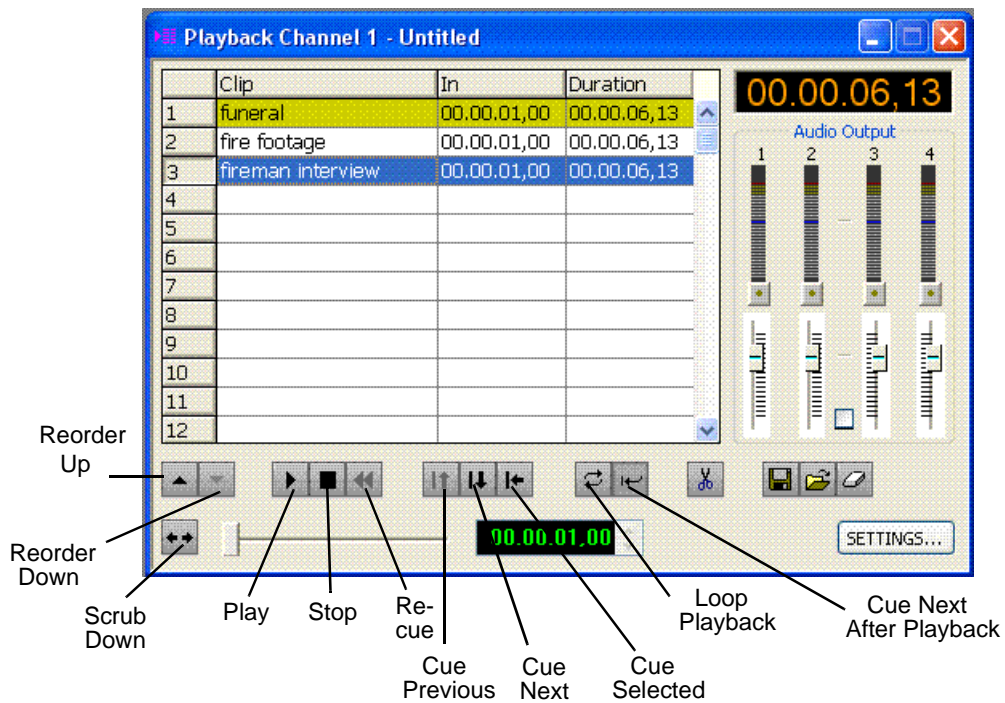 Playback Channel 1 - Untitled
Clip In Duration
1 funeral 00.00.01,00 00.00.06,13
2 fire footage 00.00.01,00 00.00.06,13
3 fireman interview 00.00.01,00 00.00.06,13
4
5
6
7
8
9
10
11
12
00.00.06,13
Audio Output
1 2 3 4
Reorder
Up
00.00.01,00
SETTINGS...
Reorder
Down
Scrub
Down
Play
Stop
Re-
cue
Cue
Previous
Cue
Next
Cue
Selected
Loop
Playback
Cue Next
After Playback